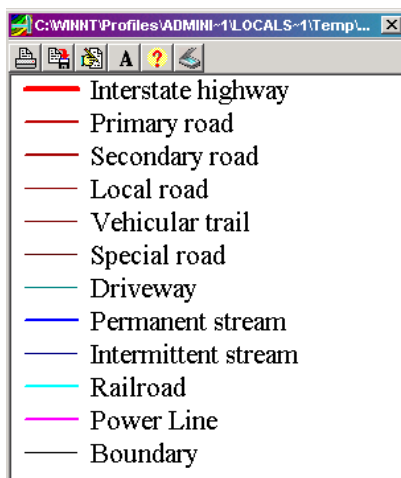 C:\WINNT\Profiles\ADMINI~1\LOCALS~1\Temp\...
A ?
Interstate highway
Primary road
Secondary road
Local road
Vehicular trail
Special road
Driveway
Permanent stream
Intermittent stream
Railroad
Power Line
Boundary